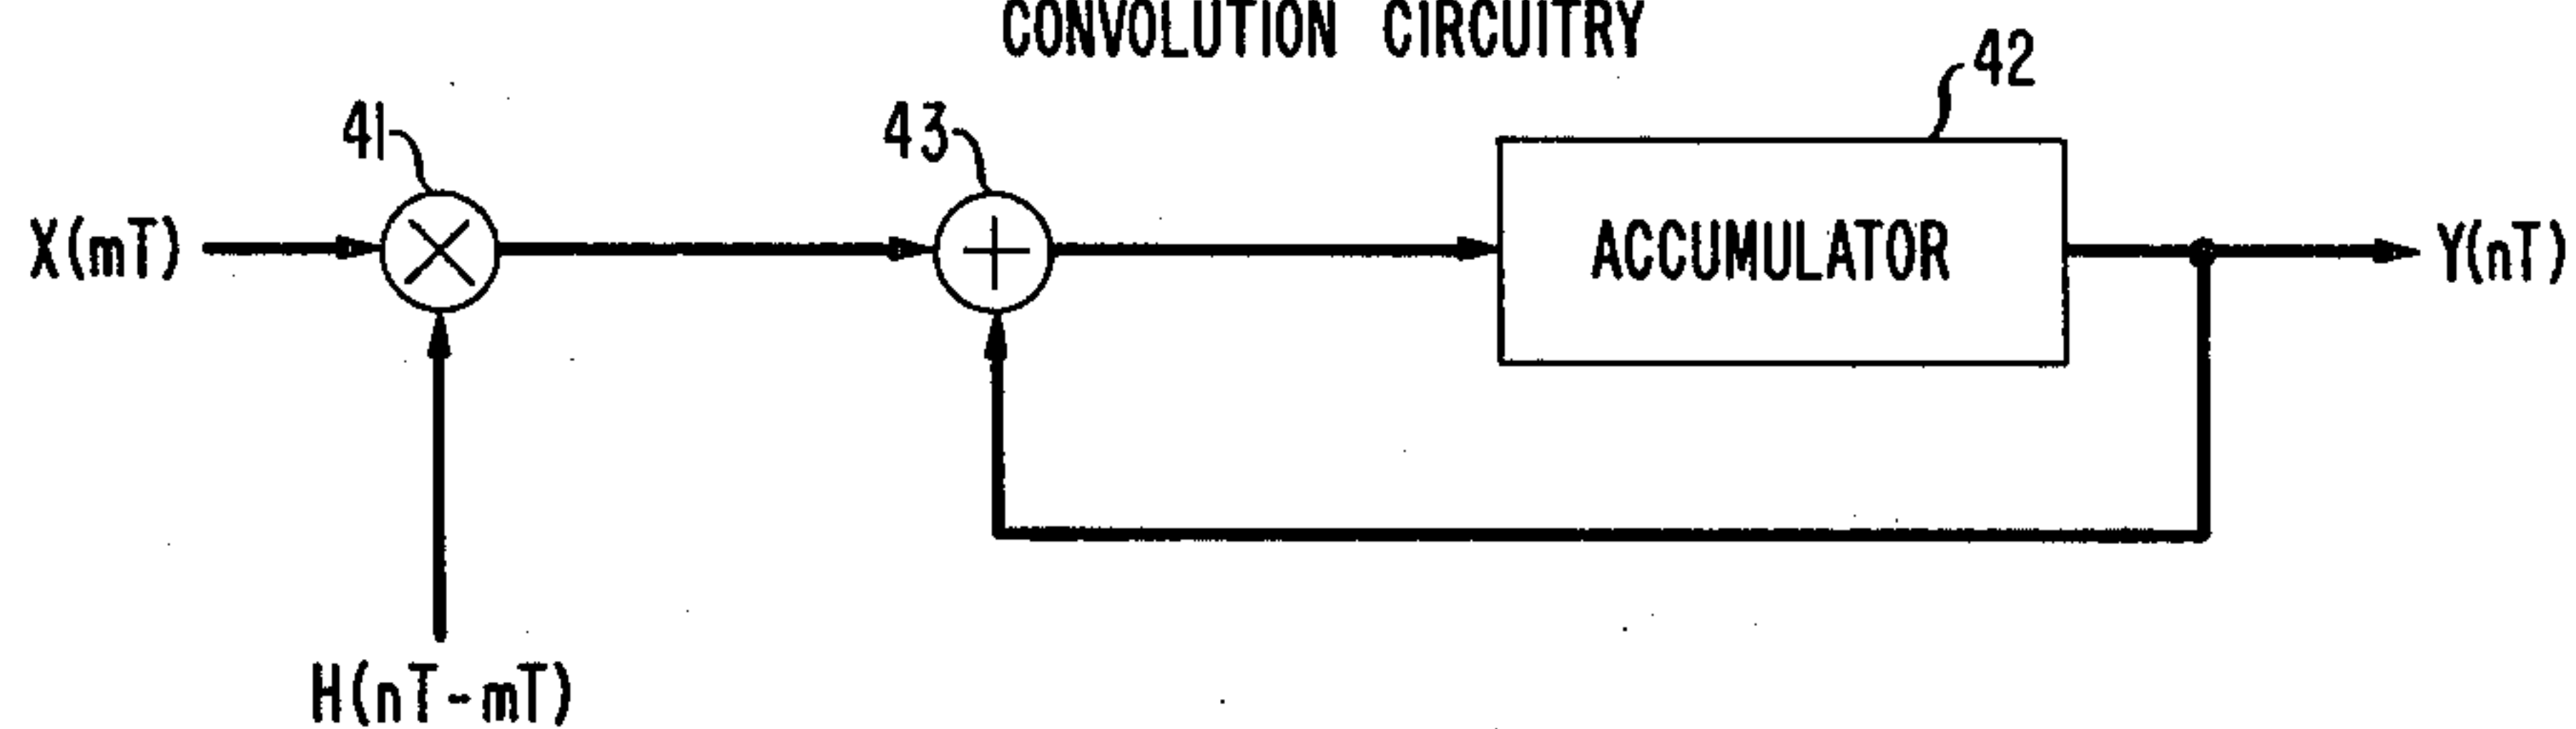 CONVOLUTION CIRCUITRY
42
41
43
X(mT)
ACCUMULATOR
Y(nT)
H(nT-mT)